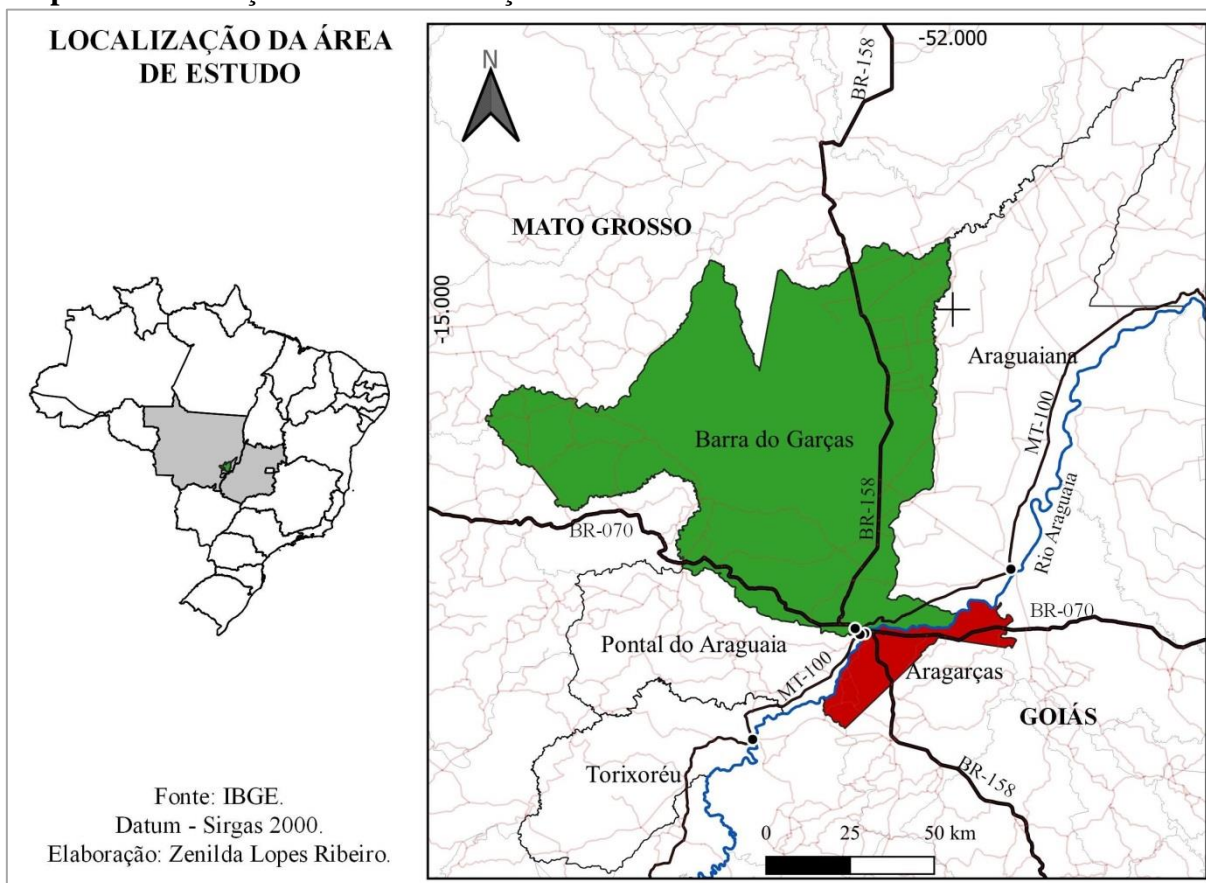 LOCALIZAÇÃO DA ÁREA
DE ESTUDO
N
-52.000
BR-158
MATO GROSSO
-15.000
Araguaiana
MT-100
Barra do Garças
BR-158
Rio Araguaia
BR-070
BR-070
Pontal do Araguaia
MT-100
Aragarças
GOIÁS
Torixoréu
BR-158
0 25 50 km
Fonte: IBGE.
Datum - Sirgas 2000.
Elaboração: Zenilda Lopes Ribeiro.